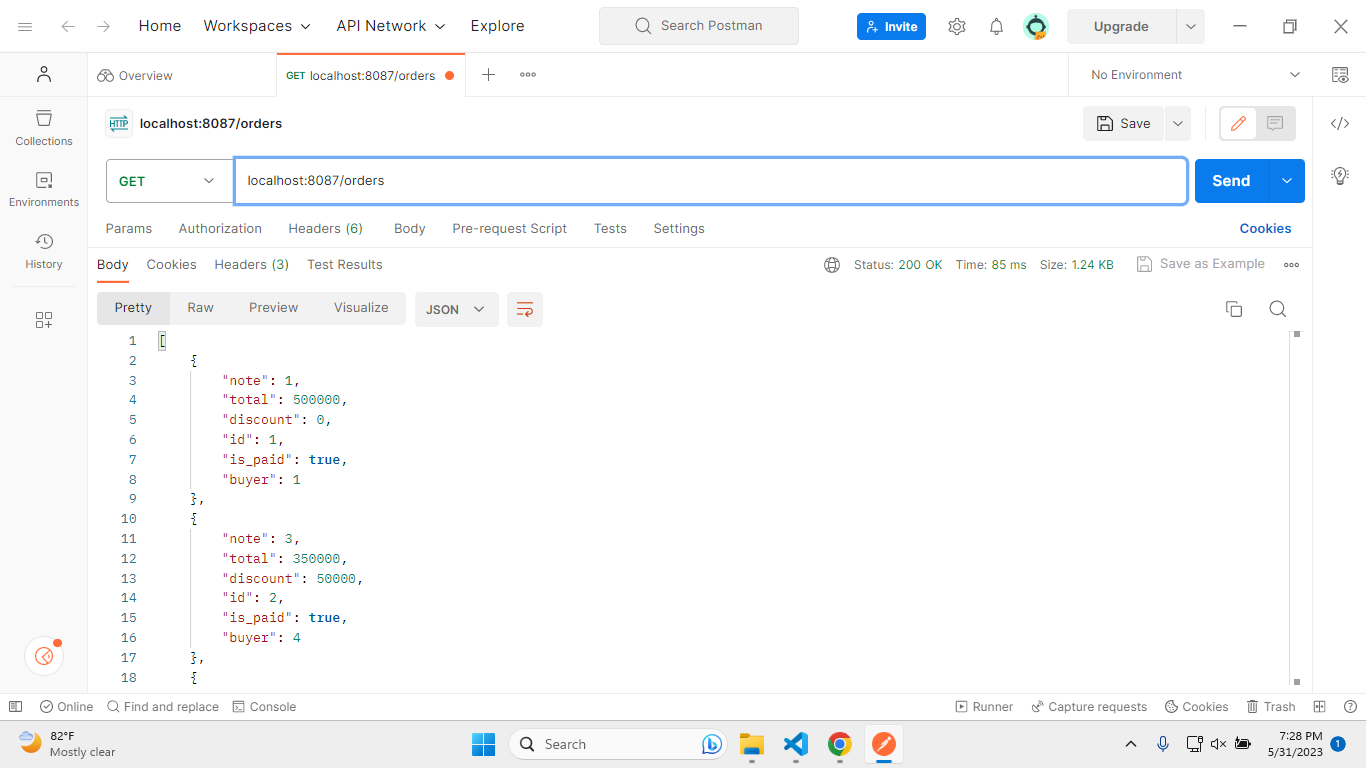 Home Workspaces API Network Explore Search Postman Invite Upgrade
Overview GET localhost:8087/orders No Environment
HTTP localhost:8087/orders Save
GET localhost:8087/orders Send
Params Authorization Headers (6) Body Pre-request Script Tests Settings Cookies
Body Cookies Headers (3) Test Results Status: 200 OK Time: 85 ms Size: 1.24 KB Save as Example
Pretty Raw Preview Visualize JSON
Collections
Environments
History
1 [
2 {
3 "note": 1,
4 "total": 500000,
5 "discount": 0,
6 "id": 1,
7 "is_paid": true,
8 "buyer": 1
9 },
10 {
11 "note": 3,
12 "total": 350000,
13 "discount": 50000,
14 "id": 2,
15 "is_paid": true,
16 "buyer": 4
17 },
18 {
Online Find and replace Console Runner Capture requests Cookies Trash
82°F
Mostly clear
Search
7:28 PM
5/31/2023
1